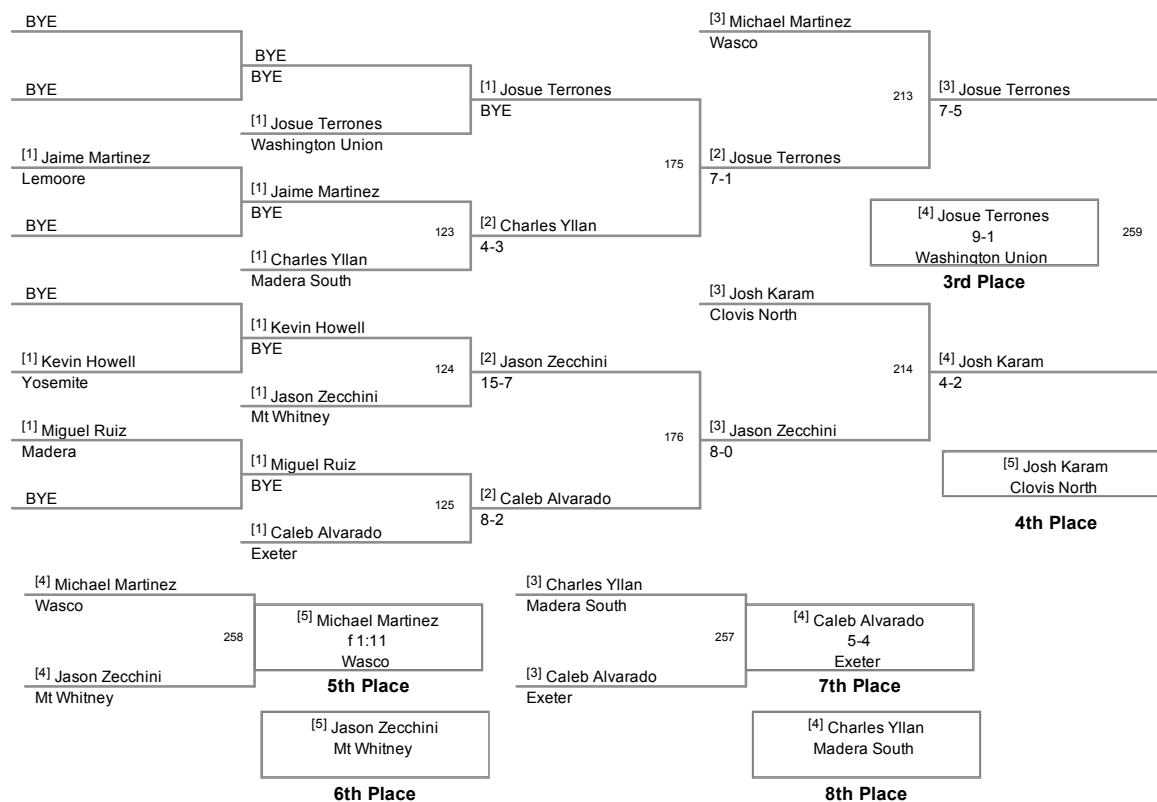 BYE
BYE
BYE
BYE
[1] Josue Terrones
Washington Union
[1] Jaime Martinez
Lemoore
BYE
[1] Jaime Martinez
BYE
[1] Charles Yllan
Madera South
123
[1] Josue Terrones
BYE
[2] Charles Yllan
4-3
175
[2] Josue Terrones
7-1
[3] Michael Martinez
Wasco
213
[3] Josue Terrones
7-5
[4] Josue Terrones
9-1
Washington Union
259
3rd Place
BYE
[1] Kevin Howell
Yosemite
[1] Kevin Howell
BYE
[1] Jason Zecchini
Mt Whitney
124
[2] Jason Zecchini
15-7
[1] Miguel Ruiz
Madera
BYE
[1] Miguel Ruiz
BYE
[1] Caleb Alvarado
Exeter
125
[2] Caleb Alvarado
8-2
176
[3] Jason Zecchini
8-0
[3] Josh Karam
Clovis North
214
[4] Josh Karam
4-2
[5] Josh Karam
Clovis North
4th Place
[4] Michael Martinez
Wasco
258
[4] Jason Zecchini
Mt Whitney
[5] Michael Martinez
f 1:11
Wasco
5th Place
[5] Jason Zecchini
Mt Whitney
6th Place
[3] Charles Yllan
Madera South
257
[3] Caleb Alvarado
Exeter
[4] Caleb Alvarado
5-4
Exeter
7th Place
[4] Charles Yllan
Madera South
8th Place